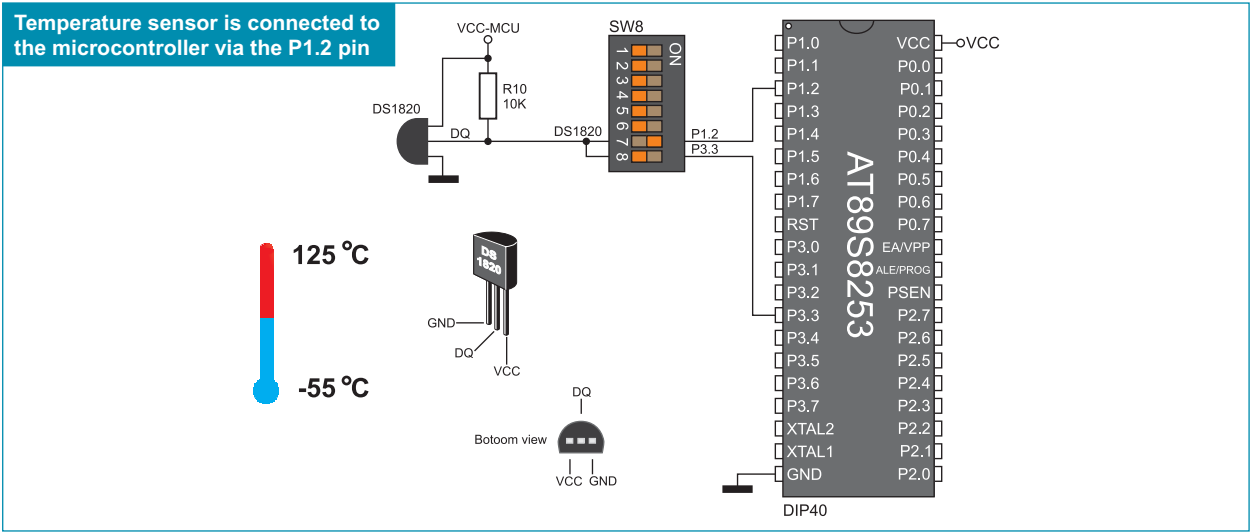 Temperature sensor is connected to
the microcontroller via the P1.2 pin
VCC-MCU
R10
10K
DS1820
DQ
DS1820
SW8
ON
1
2
3
4
5
6
7
8
P1.2
P3.3
P1.0
P1.1
P1.2
P1.3
P1.4
P1.5
P1.6
P1.7
RST
P3.0
P3.1
P3.2
P3.3
P3.4
P3.5
P3.6
P3.7
XTAL2
XTAL1
GND
AT89S8253
VCC
P0.0
P0.1
P0.2
P0.3
P0.4
P0.5
P0.6
P0.7
EA/VPP
ALE/PROG
PSEN
P2.7
P2.6
P2.5
P2.4
P2.3
P2.2
P2.1
P2.0
VCC
DIP40
125 °C
-55 °C
DS
1820
GND
DQ
VCC
DQ
Botoom view
VCC GND